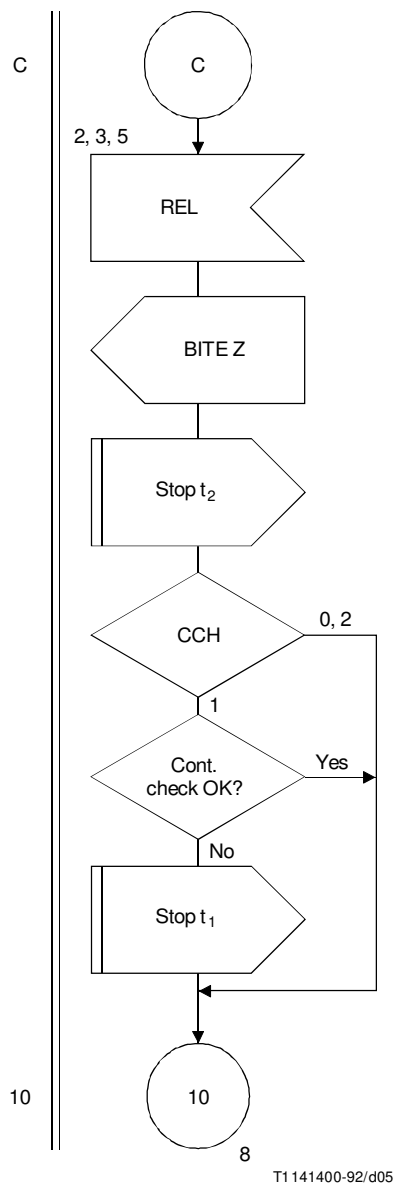 C
C
2, 3, 5
REL
BITE Z
Stop t2
CCH
0, 2
1
Cont.
check OK?
Yes
No
Stop t1
10
10
8
T1141400-92/d05